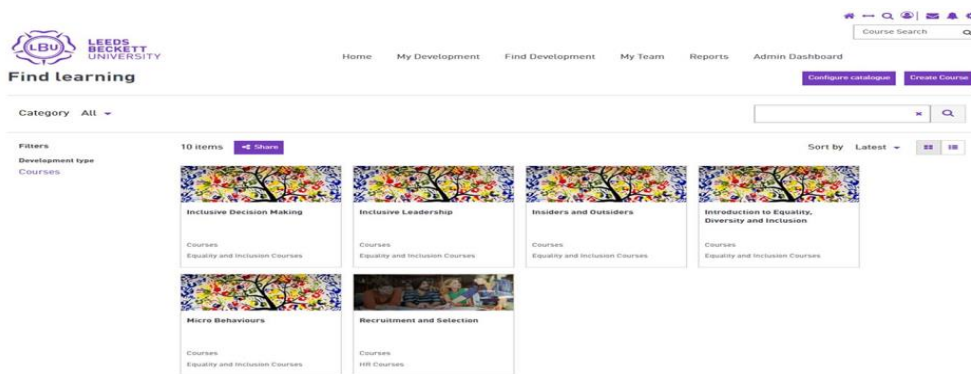 Course Search
LBU
LEEDS
BECKETT
UNIVERSITY
Home My Development Find Development My Team Reports Admin Dashboard
Find learning
Configure catalogue Create Course
Category All
Filters
Development type
Courses
10 items Share
Sort by Latest
Inclusive Decision Making
Courses
Equality and Inclusion Courses
Inclusive Leadership
Courses
Equality and Inclusion Courses
Insiders and Outsiders
Courses
Equality and Inclusion Courses
Introduction to Equality,
Diversity and Inclusion
Courses
Equality and Inclusion Courses
Micro Behaviours
Courses
Equality and Inclusion Courses
Recruitment and Selection
Courses
HR Courses